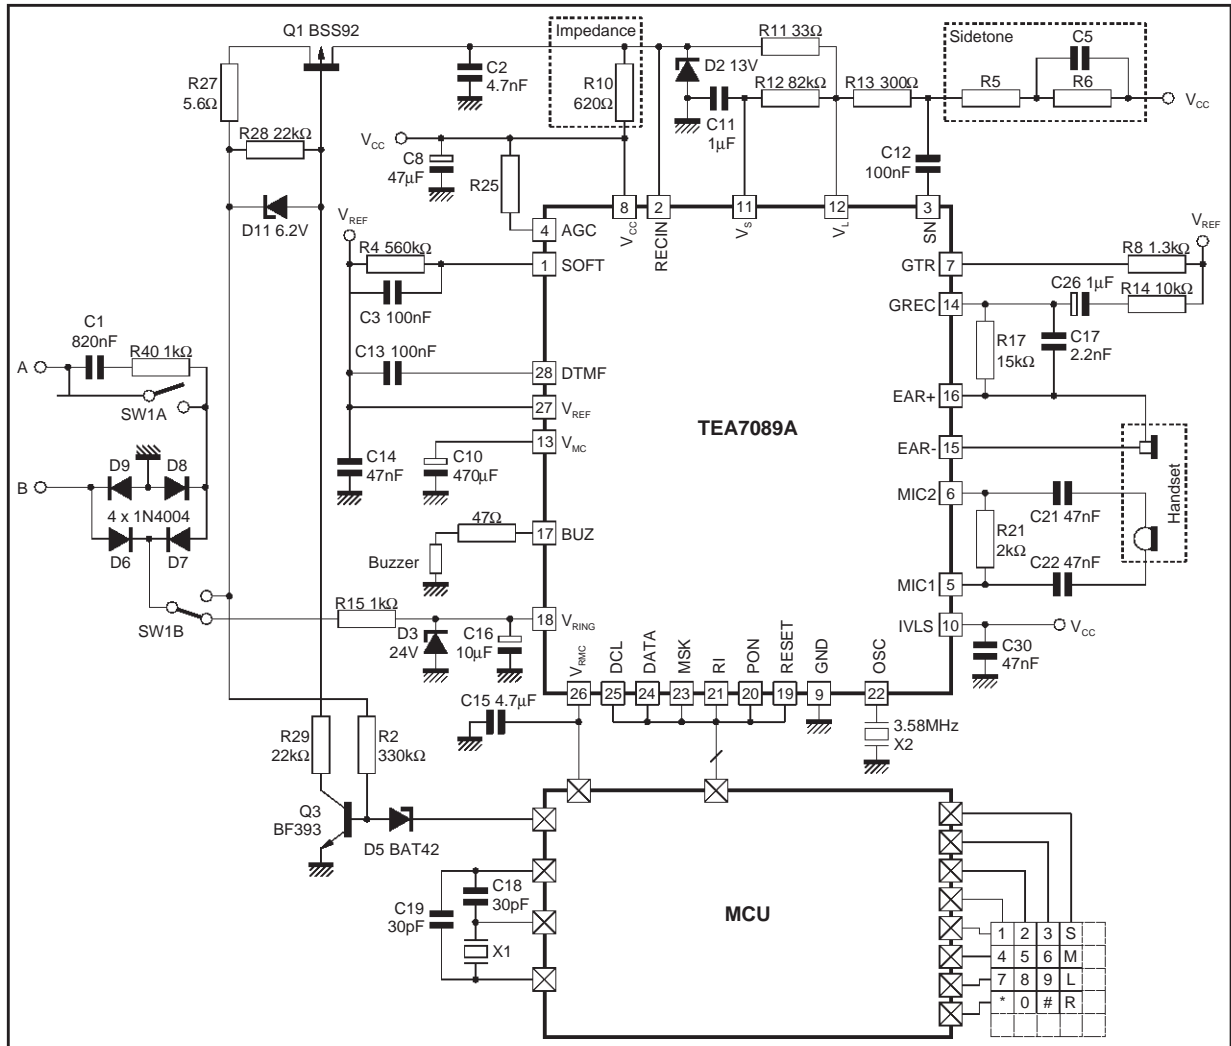 Q1 BSS92
R27
5.6Ω
R28 22kΩ
D11 6.2V
C2
4.7nF
Impedance
R10
620Ω
D2 13V
R11 33Ω
R12 82kΩ
R13 300Ω
C11
1µF
Sidetone
C5
R5
R6
VCC
C12
100nF
VCC
C8
47µF
R25
VREF
R4 560kΩ
C3 100nF
C13 100nF
8
2
11
12
3
VCC
RECIN
VS
VL
SN
4
AGC
1
SOFT
28
DTMF
27
VREF
13
VMC
17
BUZ
18
VRING
TEA7089A
GTR
7
GREC
14
EAR+
16
EAR-
15
MIC2
6
MIC1
5
IVLS
10
VREF
R8 1.3kΩ
C26 1µF
R14 10kΩ
R17
15kΩ
C17
2.2nF
C21 47nF
R21
2kΩ
C22 47nF
Handset
VCC
C30
47nF
C1
820nF
R40 1kΩ
A
SW1A
B
D9
D8
4 x 1N4004
D6
D7
SW1B
C14
47nF
C10
470µF
47Ω
Buzzer
R15 1kΩ
D3
24V
C16
10µF
VRMC
DCL
DATA
MSK
RI
PON
RESET
GND
OSC
26
25
24
23
21
20
19
9
22
C15 4.7µF
3.58MHz
X2
R29
22kΩ
R2
330kΩ
Q3
BF393
D5 BAT42
C19
30pF
C18
30pF
X1
MCU
1 2 3 S
4 5 6 M
7 8 9 L
* 0 # R